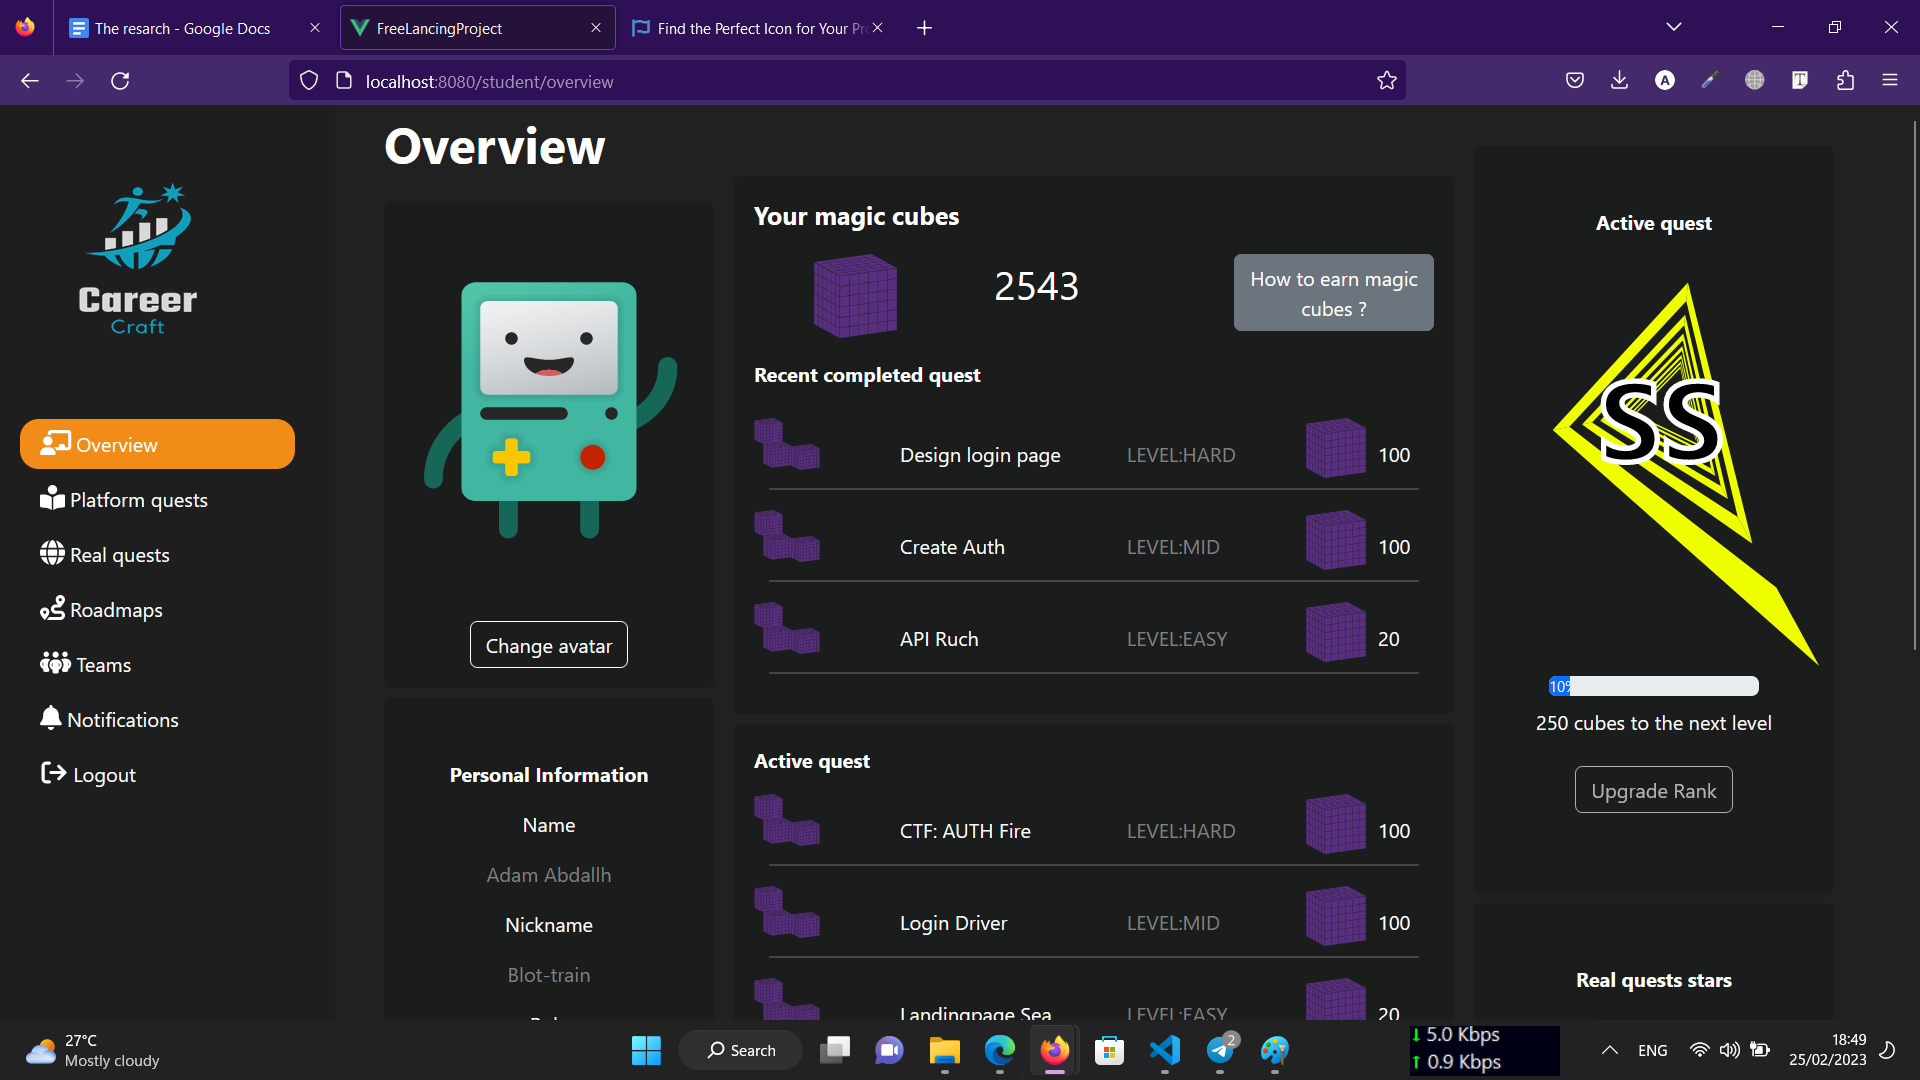 The resarch - Google Docs
FreeLancingProject
Find the Perfect Icon for Your Pr
localhost:8080/student/overview
Career
Craft
Overview
Platform quests
Real quests
Roadmaps
Teams
Notifications
Logout
Overview
Change avatar
Personal Information
Name
Adam Abdallh
Nickname
Blot-train
Your magic cubes
2543
How to earn magic
cubes ?
Recent completed quest
Design login page LEVEL:HARD 100
Create Auth LEVEL:MID 100
API Ruch LEVEL:EASY 20
Active quest
CTF: AUTH Fire LEVEL:HARD 100
Login Driver LEVEL:MID 100
Landingpage Sea LEVEL:EASY 20
Active quest
SS
10%
250 cubes to the next level
Upgrade Rank
Real quests stars
27°C
Mostly cloudy
Search
2
↓ 5.0 Kbps
↑ 0.9 Kbps
ENG
18:49
25/02/2023